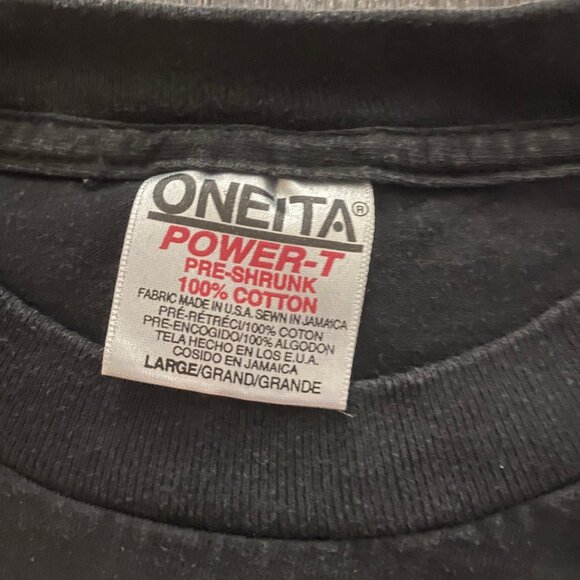 ONEITA®
POWER-T
PRE-SHRUNK
100% COTTON
FABRIC MADE IN U.S.A. SEWN IN JAMAICA
PRÉ-RÉTRÉCI/100% COTON
PRE-ENCOGIDO/100% ALGODON
TELA HECHO EN LOS E.U.A.
COSIDO EN JAMAICA
LARGE/GRAND/GRANDE